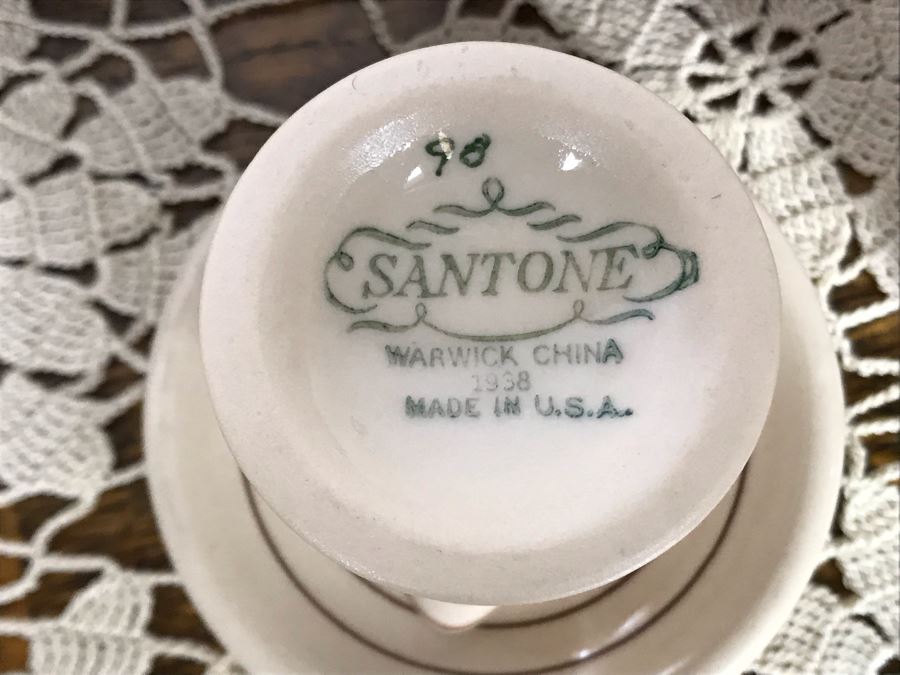 98
SANTONE
WARWICK CHINA
1938
MADE IN U.S.A.